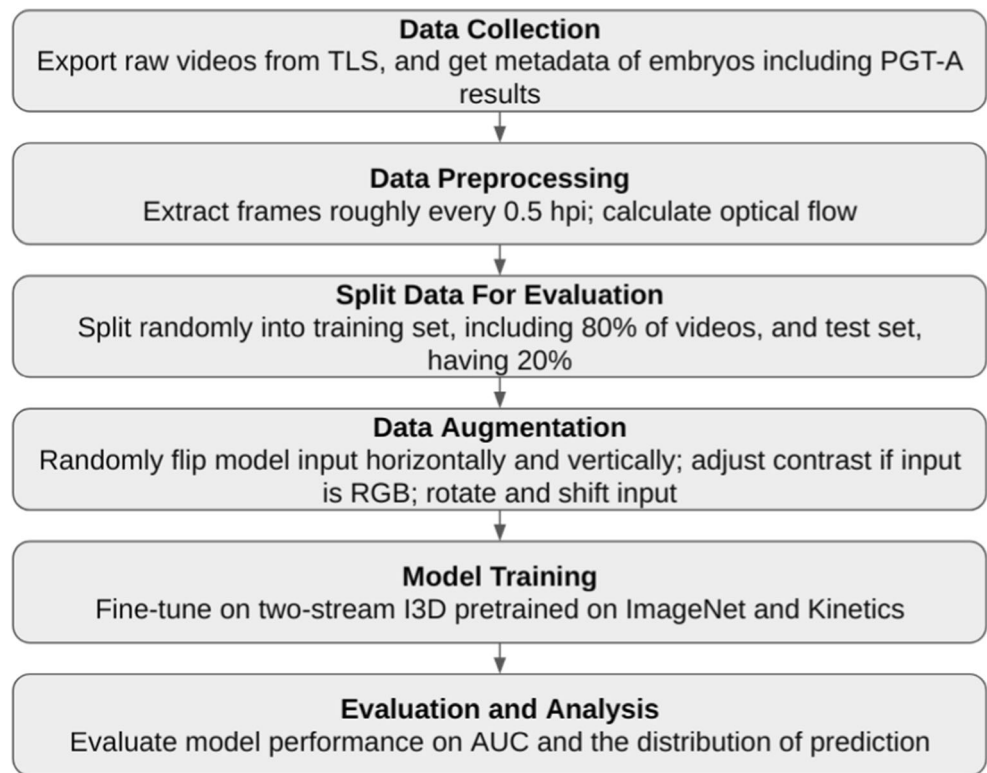 Data Collection
Export raw videos from TLS, and get metadata of embryos including PGT-A
results
Data Preprocessing
Extract frames roughly every 0.5 hpi; calculate optical flow
Split Data For Evaluation
Split randomly into training set, including 80% of videos, and test set,
having 20%
Data Augmentation
Randomly flip model input horizontally and vertically; adjust contrast if input
is RGB; rotate and shift input
Model Training
Fine-tune on two-stream I3D pretrained on ImageNet and Kinetics
Evaluation and Analysis
Evaluate model performance on AUC and the distribution of prediction